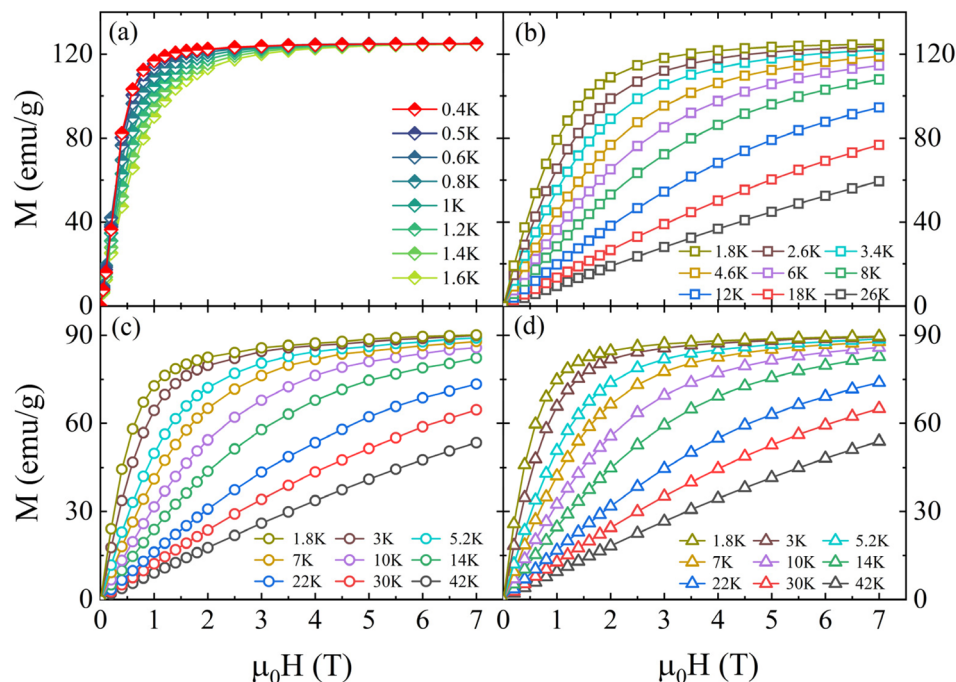 (a)
(b)
120
80
40
0
M (emu/g)
0.4K
0.5K
0.6K
0.8K
1K
1.2K
1.4K
1.6K
1.8K 2.6K 3.4K
4.6K 6K 8K
12K 18K 26K
120
80
40
0
M (emu/g)
(c)
(d)
90
60
30
0
M (emu/g)
1.8K 3K 5.2K
7K 10K 14K
22K 30K 42K
1.8K 3K 5.2K
7K 10K 14K
22K 30K 42K
90
60
30
0
M (emu/g)
0 1 2 3 4 5 6 7
0 1 2 3 4 5 6 7
μ₀H (T)
μ₀H (T)